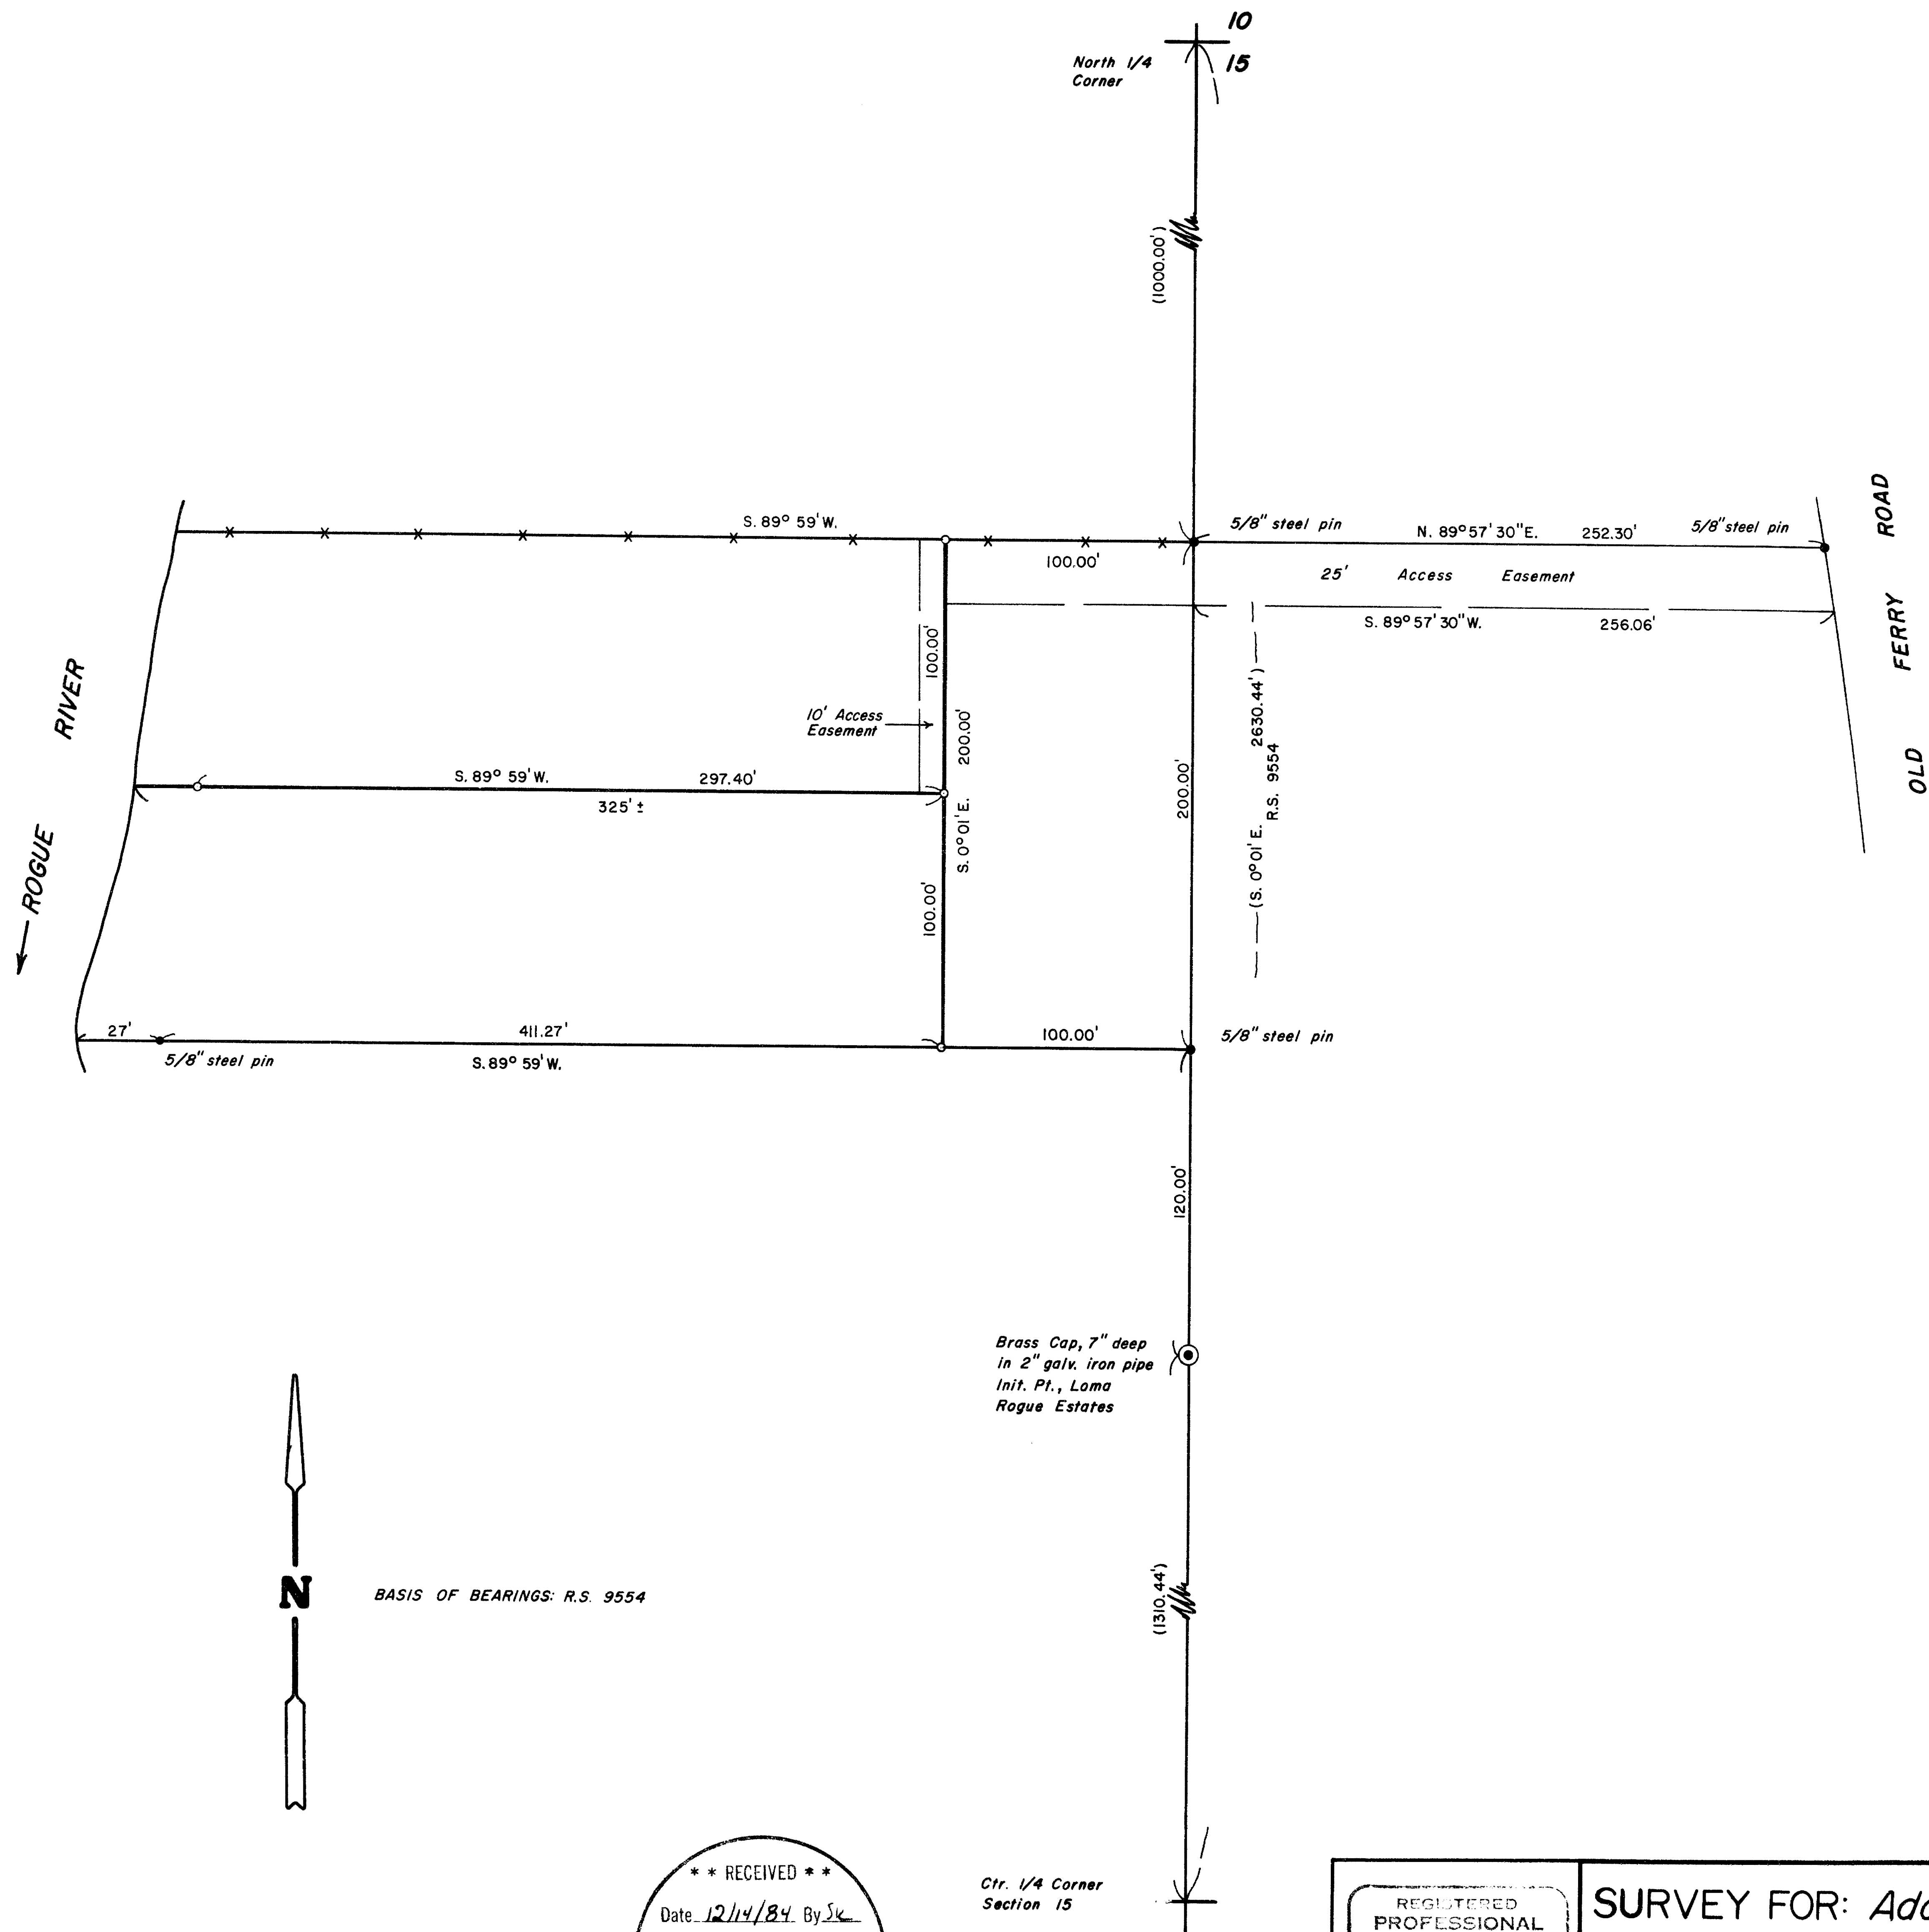 10
15
North 1/4
Corner
(1000.00')
S. 89° 59' W.
100.00'
5/8" steel pin
N. 89° 57' 30" E. 252.30'
5/8" steel pin
25' Access Easement
S. 89° 57' 30" W. 256.06'
OLD FERRY ROAD
ROGUE RIVER
100.00'
10' Access
Easement
200.00'
S. 0° 01' E.
200.00'
(S. 0° 01' E. 2630.44')
R.S. 9554
S. 89° 59' W. 297.40'
325' ±
100.00'
27'
411.27'
100.00'
5/8" steel pin
5/8" steel pin
S. 89° 59' W.
120.00'
Brass Cap, 7" deep
in 2" galv. iron pipe
Init. Pt., Loma
Rogue Estates
N
BASIS OF BEARINGS: R.S. 9554
(1310.44')
* * RECEIVED * *
Date 12/14/84 By SK
Ctr. 1/4 Corner
Section 15
REGISTERED
PROFESSIONAL
SURVEY FOR: